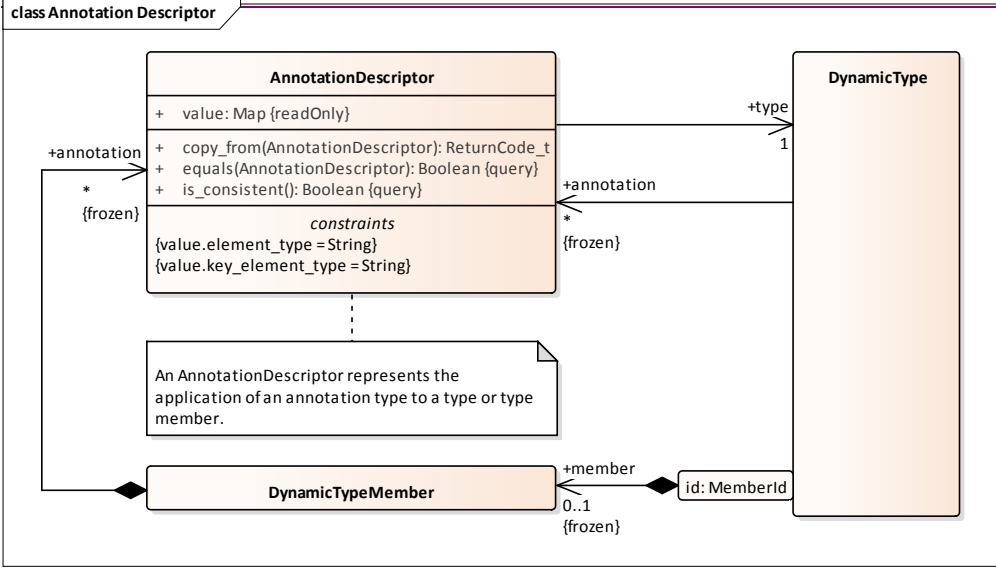 class Annotation Descriptor
AnnotationDescriptor
+ value: Map {readOnly}
+ copy_from(AnnotationDescriptor): ReturnCode_t
+ equals(AnnotationDescriptor): Boolean {query}
+ is_consistent(): Boolean {query}
constraints
{value.element_type = String}
{value.key_element_type = String}
DynamicType
+type
1
+annotation
*
{frozen}
+annotation
*
{frozen}
An AnnotationDescriptor represents the
application of an annotation type to a type or type
member.
DynamicTypeMember
+member
0..1
{frozen}
id: MemberId